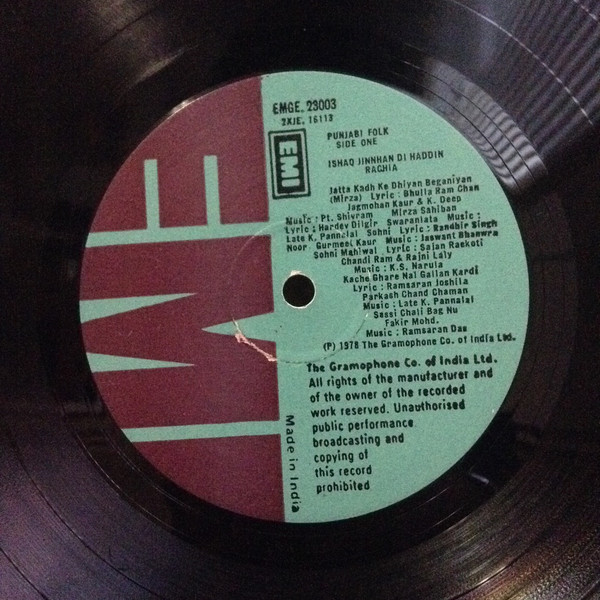 EMGE. 23003
2XJE. 16113
PUNJABI FOLK
SIDE ONE
EMI
ISHAQ JINNHAN DI HADDIN
RACHIA
Jatta Kadh Ke Dhiyan Beganiyan
(Mirza) Lyric : Bhulla Ram Chan
Jagmohan Kaur & K. Deep
Music : Pt. Shivram Mirza Sahiban
Lyric : Hardev Dilgir Swaranlata Music :
Late K. Pannalal Sohni Lyric : Randhir Singh
Noor Gurmeet Kaur Music : Jaswant Bhanwra
Sohni Mahiwal Lyric : Sajan Raekoti
Chandi Ram & Rajni Laly
Music : K.S. Narula
Kache Ghare Nal Gallan Kardi
Lyric : Ramsaran Joshila
Parkash Chand Chaman
Music : Late K. Pannalal
Sassi Chali Bag Nu
Fakir Mohd.
Music : Ramsaran Das
(P) 1978 The Gramophone Co. of India Ltd.
The Gramophone Co. of India Ltd.
All rights of the manufacturer and
of the owner of the recorded
work reserved. Unauthorised
public performance
broadcasting and
copying of
this record
prohibited
Made in India
EMI